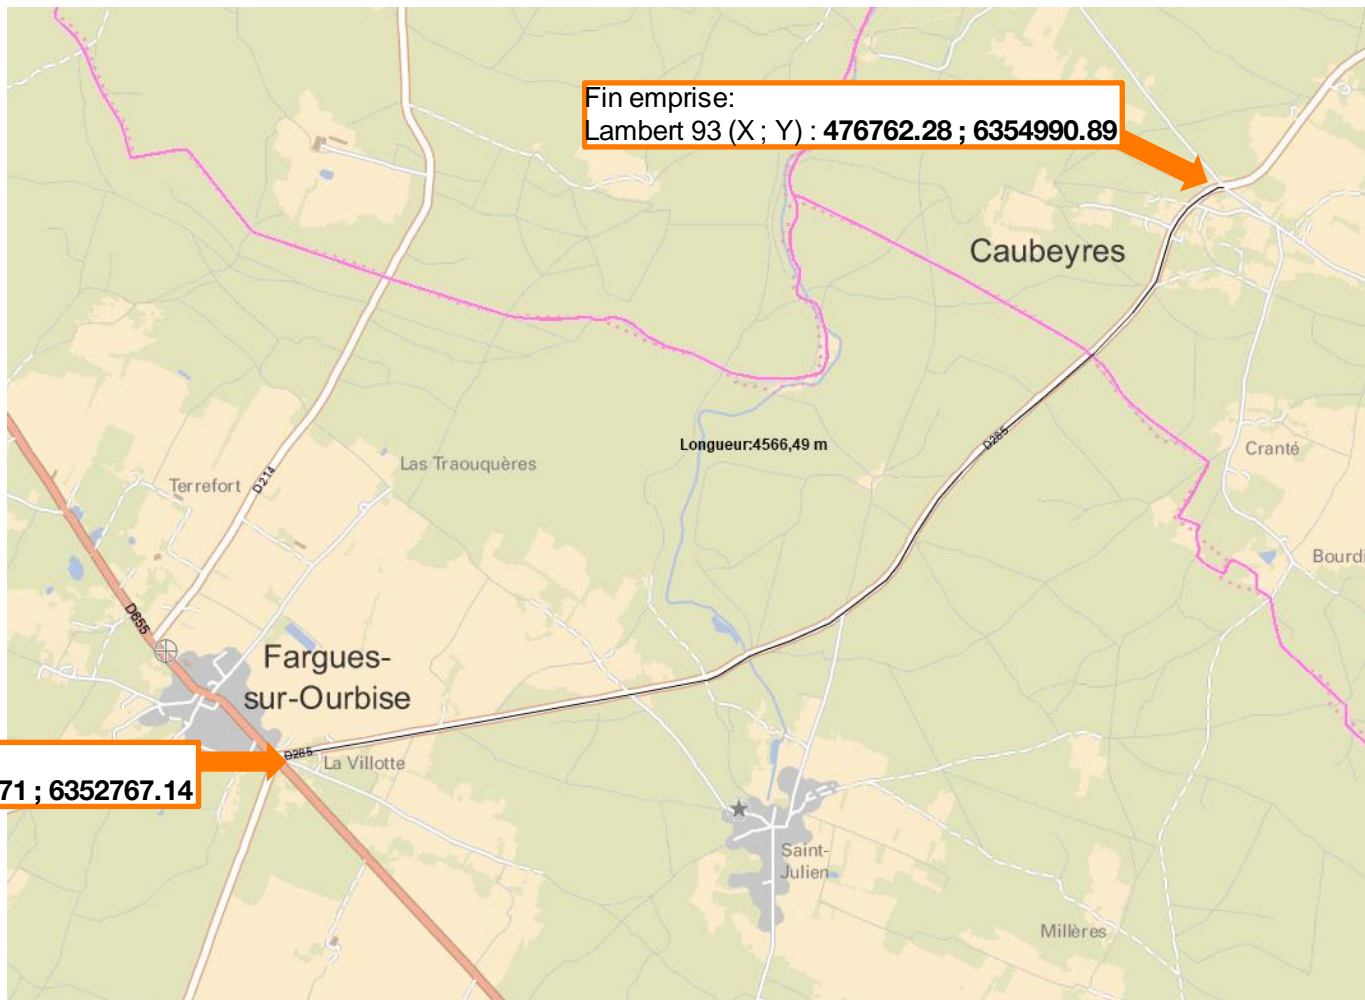 Fin emprise:
Lambert 93 (X ; Y) : 476762.28 ; 6354990.89
Caubeyres
Longueur:4566,49 m
D285
Cranté
Las Traouquères
Terrefort
D214
Bourdi
D655
Fargues-
sur-Ourbise
D285
La Villotte
71 ; 6352767.14
Saint-
Julien
Millères